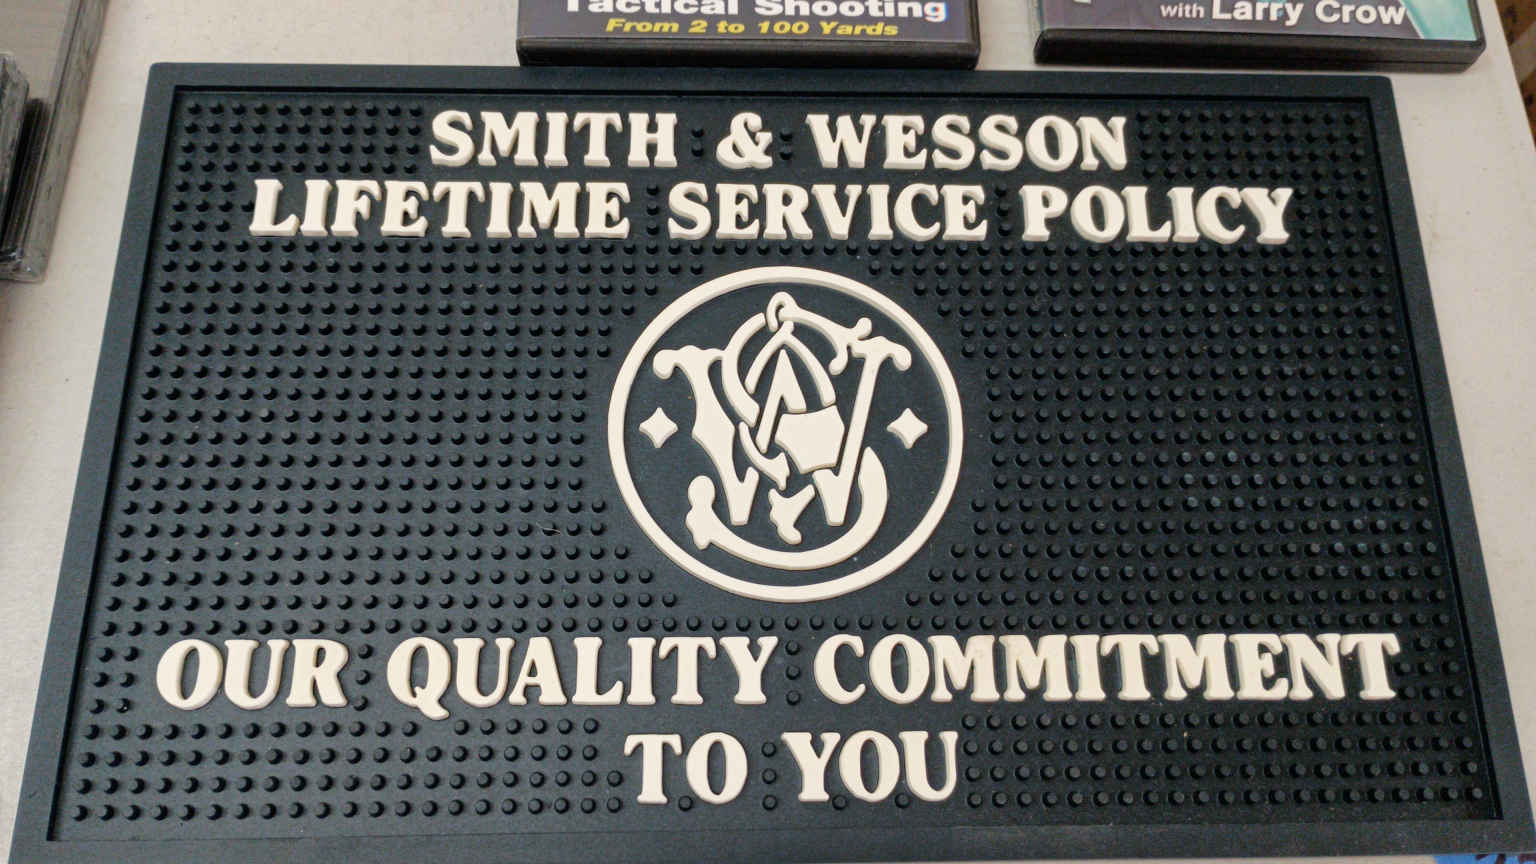 Tactical Shooting
From 2 to 100 Yards
with Larry Crow
SMITH & WESSON
LIFETIME SERVICE POLICY
OUR QUALITY COMMITMENT
TO YOU